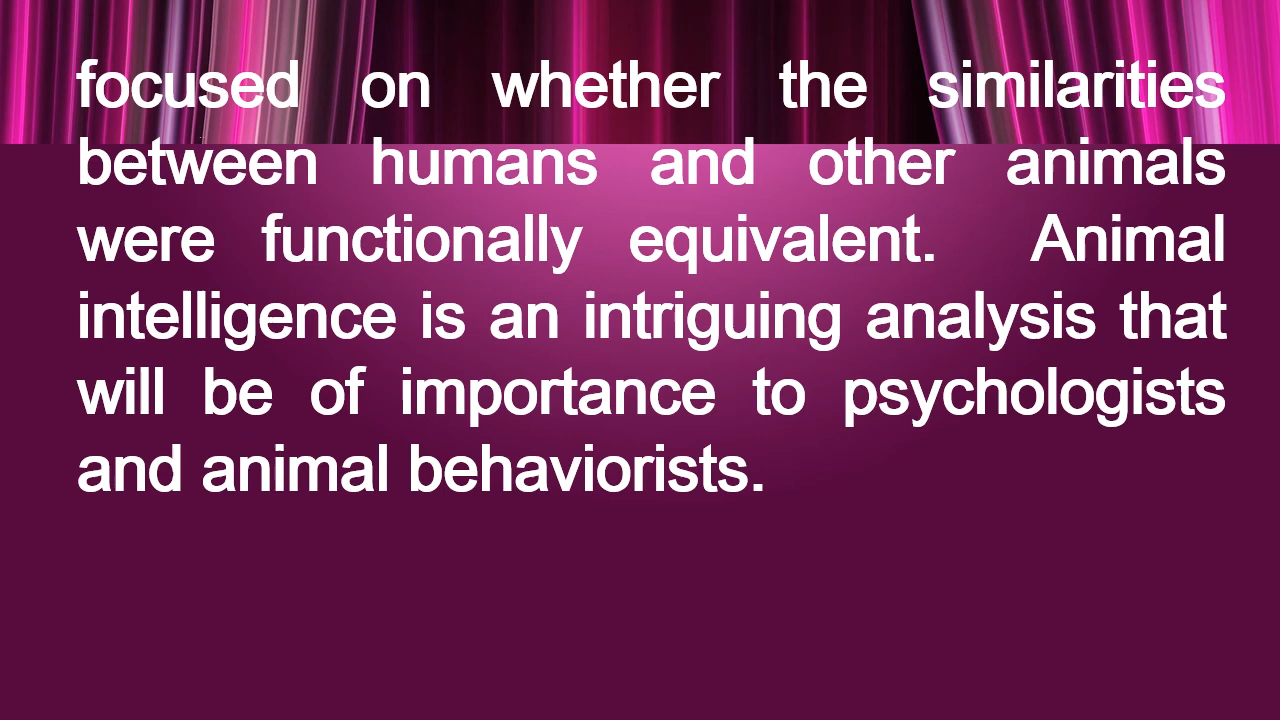 focused on whether the similarities
between humans and other animals
were functionally equivalent. Animal
intelligence is an intriguing analysis that
will be of importance to psychologists
and animal behaviorists.